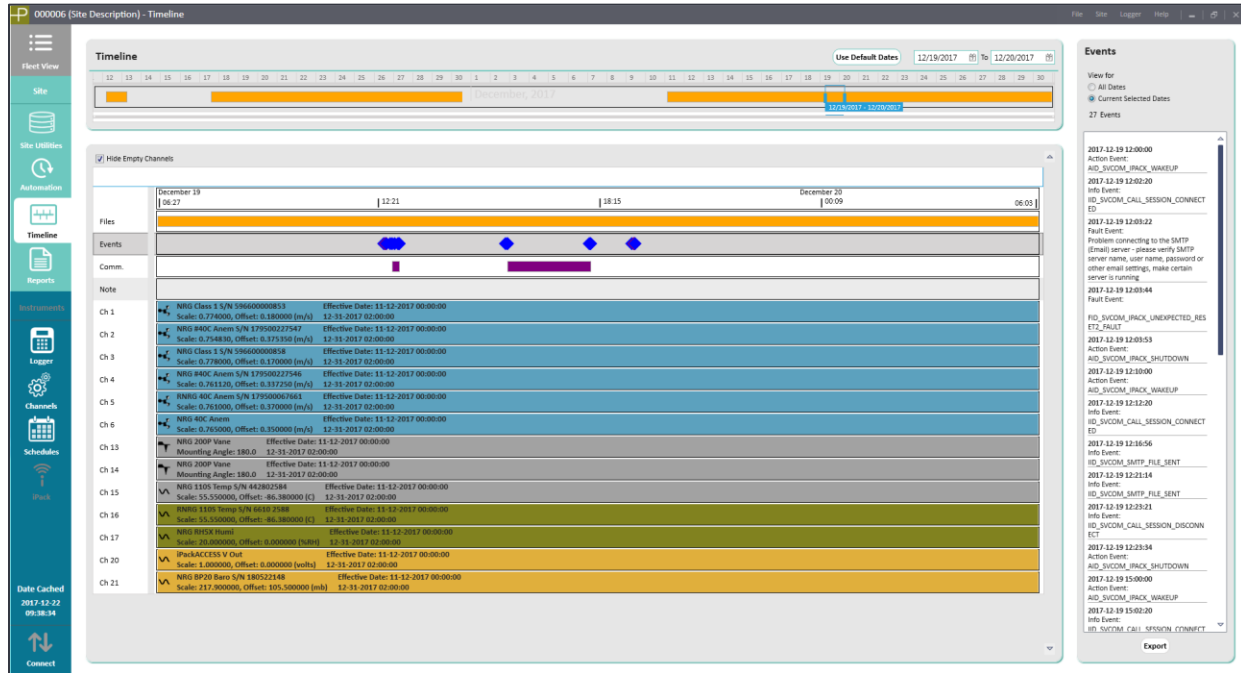 000006 (Site Description) - Timeline
File Site Logger Help
Fleet View
Site
Site Utilities
Automation
Timeline
Reports
Instruments
Logger
Channels
Schedules
iPack
Date Cached
2017-12-22
09:38:34
Connect
Timeline
Use Default Dates
12/19/2017 To 12/20/2017
12 13 14 15 16 17 18 19 20 21 22 23 24 25 26 27 28 29 30 1 2 3 4 5 6 7 8 9 10 11 12 13 14 15 16 17 18 19 20 21 22 23 24 25 26 27 28 29 30
December, 2017
12/19/2017 - 12/20/2017
Hide Empty Channels
December 19 December 20
06:27 12:21 18:15 00:09 06:03
Files
Events
Comm.
Note
Ch 1
NRG Class 1 S/N 596600000853 Effective Date: 11-12-2017 00:00:00
Scale: 0.774000, Offset: 0.180000 (m/s) 12-31-2017 02:00:00
Ch 2
NRG #40C Anem S/N 179500227547 Effective Date: 11-12-2017 00:00:00
Scale: 0.754830, Offset: 0.375350 (m/s) 12-31-2017 02:00:00
Ch 3
NRG Class 1 S/N 596600000858 Effective Date: 11-12-2017 00:00:00
Scale: 0.778000, Offset: 0.170000 (m/s) 12-31-2017 02:00:00
Ch 4
NRG #40C Anem S/N 179500227546 Effective Date: 11-12-2017 00:00:00
Scale: 0.761120, Offset: 0.337250 (m/s) 12-31-2017 02:00:00
Ch 5
RNRG 40C Anem S/N 179500067661 Effective Date: 11-12-2017 00:00:00
Scale: 0.761000, Offset: 0.370000 (m/s) 12-31-2017 02:00:00
Ch 6
NRG 40C Anem Effective Date: 11-12-2017 00:00:00
Scale: 0.765000, Offset: 0.350000 (m/s) 12-31-2017 02:00:00
Ch 13
NRG 200P Vane Effective Date: 11-12-2017 00:00:00
Mounting Angle: 180.0 12-31-2017 02:00:00
Ch 14
NRG 200P Vane Effective Date: 11-12-2017 00:00:00
Mounting Angle: 180.0 12-31-2017 02:00:00
Ch 15
NRG 110S Temp S/N 442802584 Effective Date: 11-12-2017 00:00:00
Scale: 55.550000, Offset: -86.380000 (C) 12-31-2017 02:00:00
Ch 16
RNRG 110S Temp S/N 6610 2588 Effective Date: 11-12-2017 00:00:00
Scale: 55.550000, Offset: -86.380000 (C) 12-31-2017 02:00:00
Ch 17
NRG RH5X Humi Effective Date: 11-12-2017 00:00:00
Scale: 20.000000, Offset: 0.000000 (%RH) 12-31-2017 02:00:00
Ch 20
iPackACCESS V Out Effective Date: 11-12-2017 00:00:00
Scale: 1.000000, Offset: 0.000000 (volts) 12-31-2017 02:00:00
Ch 21
NRG BP20 Baro S/N 180522148 Effective Date: 11-12-2017 00:00:00
Scale: 217.900000, Offset: 105.500000 (mb) 12-31-2017 02:00:00
Events
View for
All Dates
Current Selected Dates
27 Events
2017-12-19 12:00:00
Action Event:
AID_SVCOM_IPACK_WAKEUP
2017-12-19 12:02:20
Info Event:
IID_SVCOM_CALL_SESSION_CONNECT
ED
2017-12-19 12:03:22
Fault Event:
Problem connecting to the SMTP
(Email) server - please verify SMTP
server name, user name, password or
other email settings, make certain
server is running
2017-12-19 12:03:44
Fault Event:
FID_SVCOM_IPACK_UNEXPECTED_RES
ET2_FAULT
2017-12-19 12:03:53
Action Event:
AID_SVCOM_IPACK_SHUTDOWN
2017-12-19 12:10:00
Action Event:
AID_SVCOM_IPACK_WAKEUP
2017-12-19 12:12:20
Info Event:
IID_SVCOM_CALL_SESSION_CONNECT
ED
2017-12-19 12:16:56
Info Event:
IID_SVCOM_SMTP_FILE_SENT
2017-12-19 12:21:14
Info Event:
IID_SVCOM_SMTP_FILE_SENT
2017-12-19 12:23:21
Info Event:
IID_SVCOM_CALL_SESSION_DISCONN
ECT
2017-12-19 12:23:34
Action Event:
AID_SVCOM_IPACK_SHUTDOWN
2017-12-19 15:00:00
Action Event:
AID_SVCOM_IPACK_WAKEUP
2017-12-19 15:02:20
Info Event:
IID_SVCOM_CALL_SESSION_CONNECT
Export